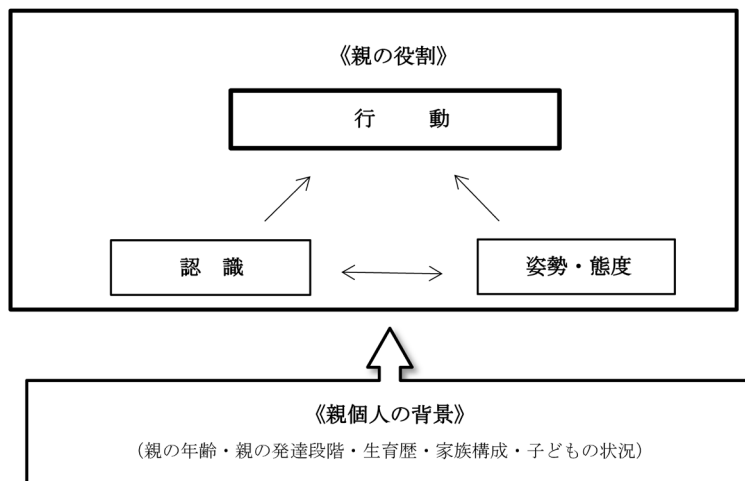 《親の役割》
行 動
認 識
姿勢・態度
《親個人の背景》
（親の年齢・親の発達段階・生育歴・家族構成・子どもの状況）